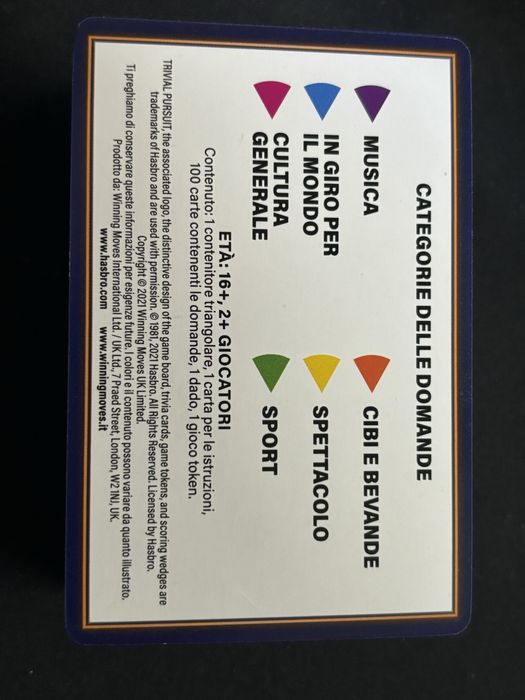 CATEGORIE DELLE DOMANDE
MUSICA
IN GIRO PER
IL MONDO
CULTURA
GENERALE
CIBI E BEVANDE
SPETTACOLO
SPORT
ETÀ: 16+, 2+ GIOCATORI
Contenuto: 1 contenitore triangolare, 1 carta per le istruzioni,
100 carte contenenti le domande, 1 dado, 1 gioco token.
TRIVIAL PURSUIT, the associated logo, the distinctive design of the game board, trivia cards, game tokens, and scoring wedges are
trademarks of Hasbro and are used with permission. © 1981, 2021 Hasbro. All Rights Reserved. Licensed by Hasbro.
Copyright © 2021 Winning Moves UK Limited.
Ti preghiamo di conservare queste informazioni per esigenze future. I colori e il contenuto possono variare da quanto illustrato.
Prodotto da: Winning Moves International Ltd. / UK Ltd., 7 Praed Street, London, W2 1NJ, UK.
www.hasbro.com www.winningmoves.it